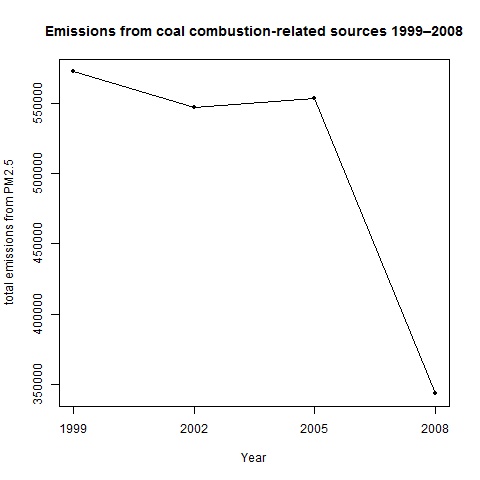 Emissions from coal combustion-related sources 1999–2008
total emissions from PM2.5
550000
500000
450000
400000
350000
1999 2002 2005 2008
Year